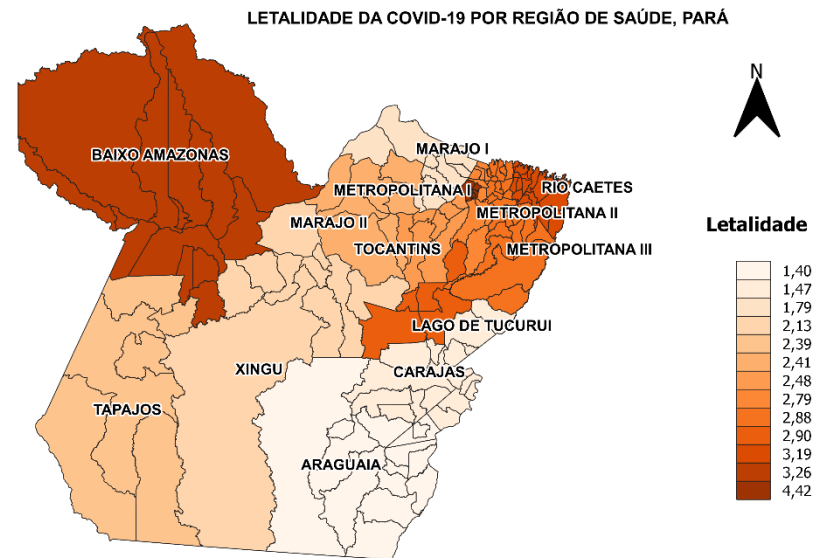 LETALIDADE DA COVID-19 POR REGIÃO DE SAÚDE, PARÁ
N
BAIXO AMAZONAS
MARAJO I
METROPOLITANA I
RIO CAETES
MARAJO II
METROPOLITANA II
TOCANTINS
METROPOLITANA III
LAGO DE TUCURUI
XINGU
CARAJAS
TAPAJOS
ARAGUAIA
Letalidade
1,40
1,47
1,79
2,13
2,39
2,41
2,48
2,79
2,88
2,90
3,19
3,26
4,42